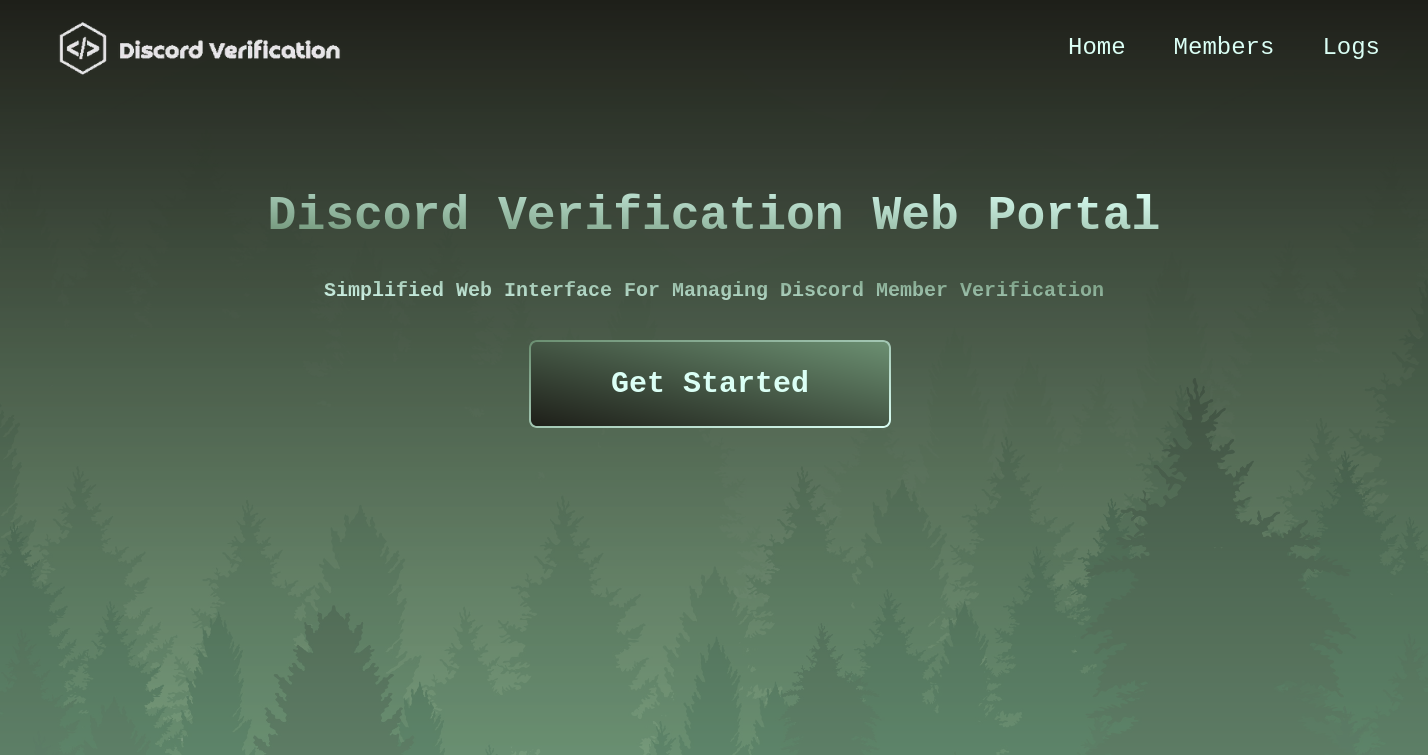 </> Discord Verification
Home Members Logs
Discord Verification Web Portal
Simplified Web Interface For Managing Discord Member Verification
Get Started